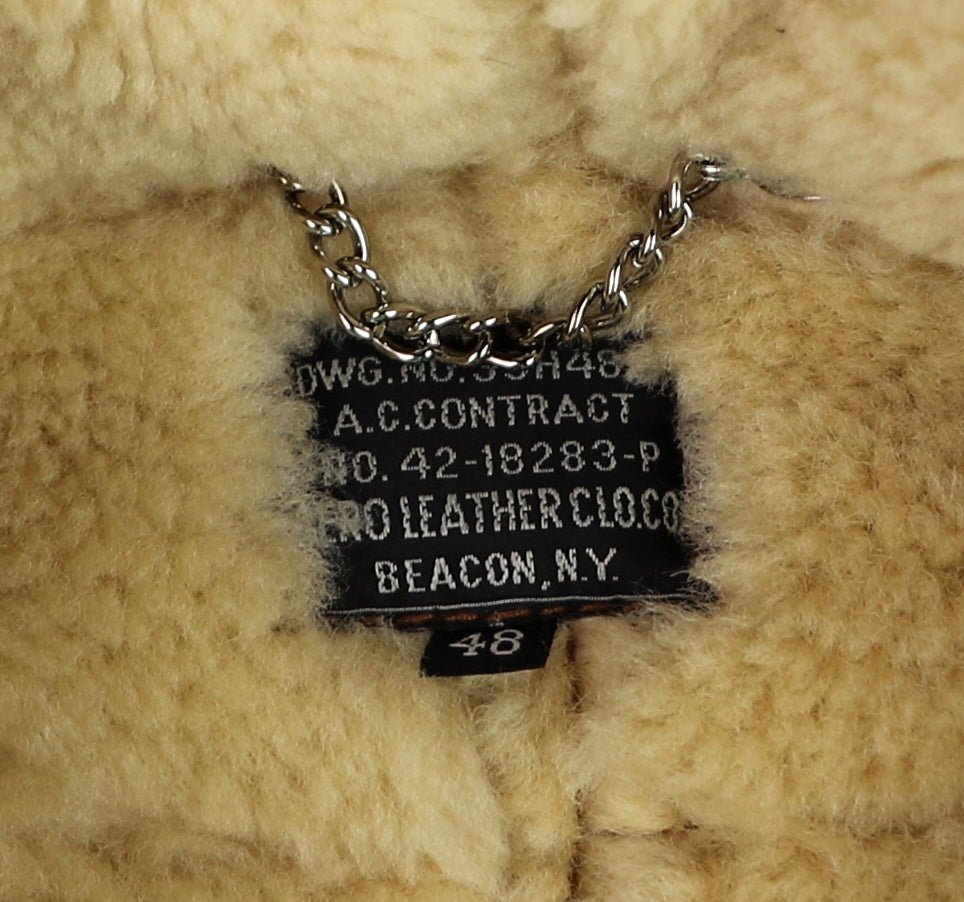 DWG. NO.
A.C.CONTRACT
NO. 42-18283-P
LEATHER CLO.CO
BEACON, N.Y.
48